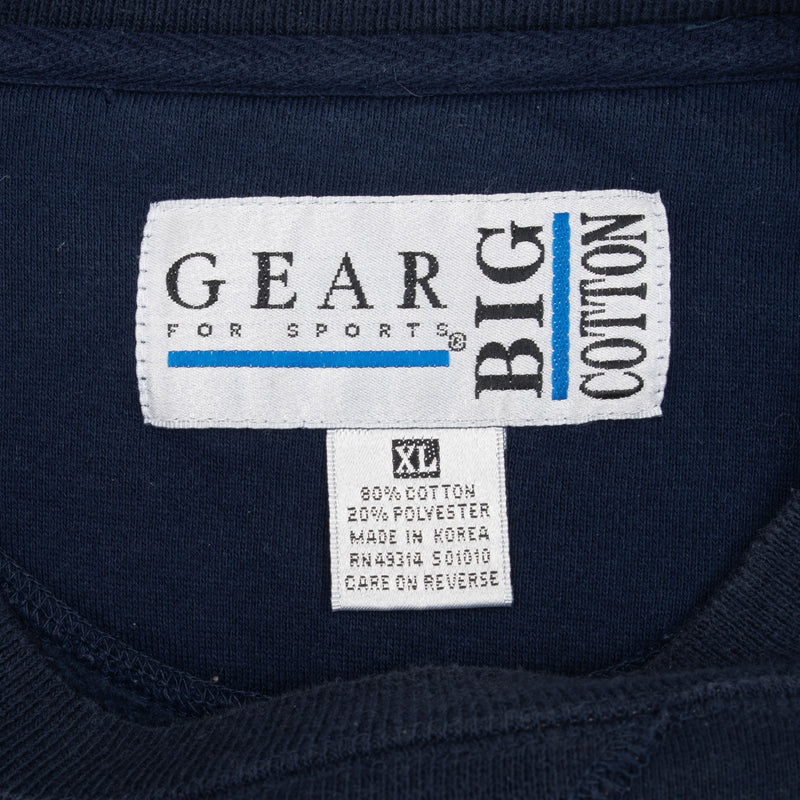 GEAR
FOR SPORTS®
BIG
COTTON
XL
80% COTTON
20% POLYESTER
MADE IN KOREA
RN49314 S01010
CARE ON REVERSE